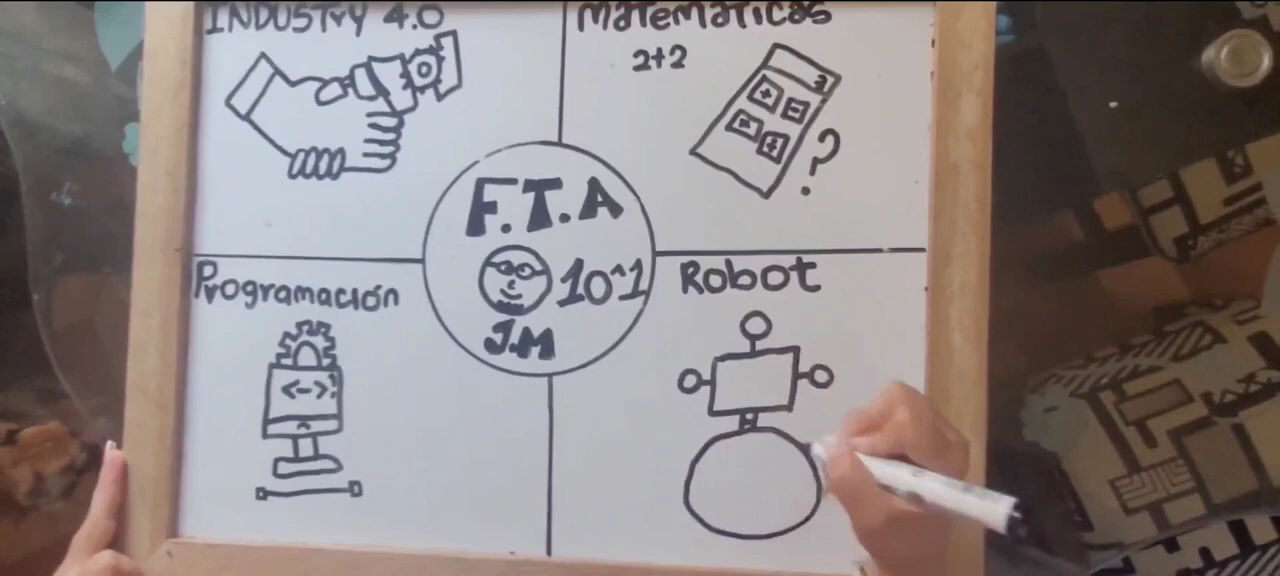 INDUSTRY 4.0
Matematicas
2+2
+ =
× ÷
?
F.T.A
10^1
J.M
Programación
<->
Robot